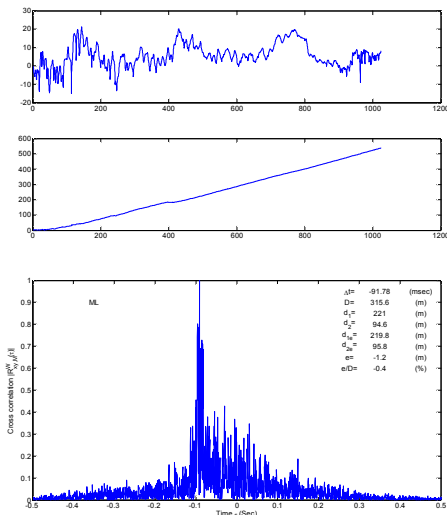 30
20
10
0
-10
-20
0 200 400 600 800 1000 1200
600
500
400
300
200
100
0
0 200 400 600 800 1000 1200
1
0.9
0.8
0.7
0.6
0.5
0.4
0.3
0.2
0.1
0
-0.5 -0.4 -0.3 -0.2 -0.1 0 0.1 0.2 0.3 0.4 0.5
Cross correlation
ML
Δt= -91.78 (msec)
D= 315.6 (m)
d1= 221 (m)
d2= 94.6 (m)
d1e= 219.8 (m)
d2e= 95.8 (m)
e= -1.2 (m)
e/D= -0.4 (%)
Time - (Sec)